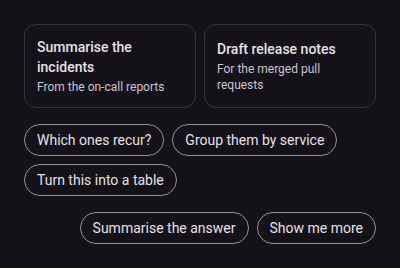 Summarise the
incidents
From the on-call reports
Draft release notes
For the merged pull
requests
Which ones recur?
Group them by service
Turn this into a table
Summarise the answer
Show me more